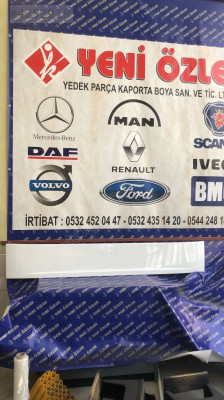 YENİ ÖZLE
YEDEK PARÇA KAPORTA BOYA SAN. VE TİC. L
Mercedes-Benz
MAN
SCAN
DAF
RENAULT
IVEC
VOLVO
Ford
BM
İRTİBAT : 0532 452 04 47 - 0532 435 14 20 - 0544 248 1